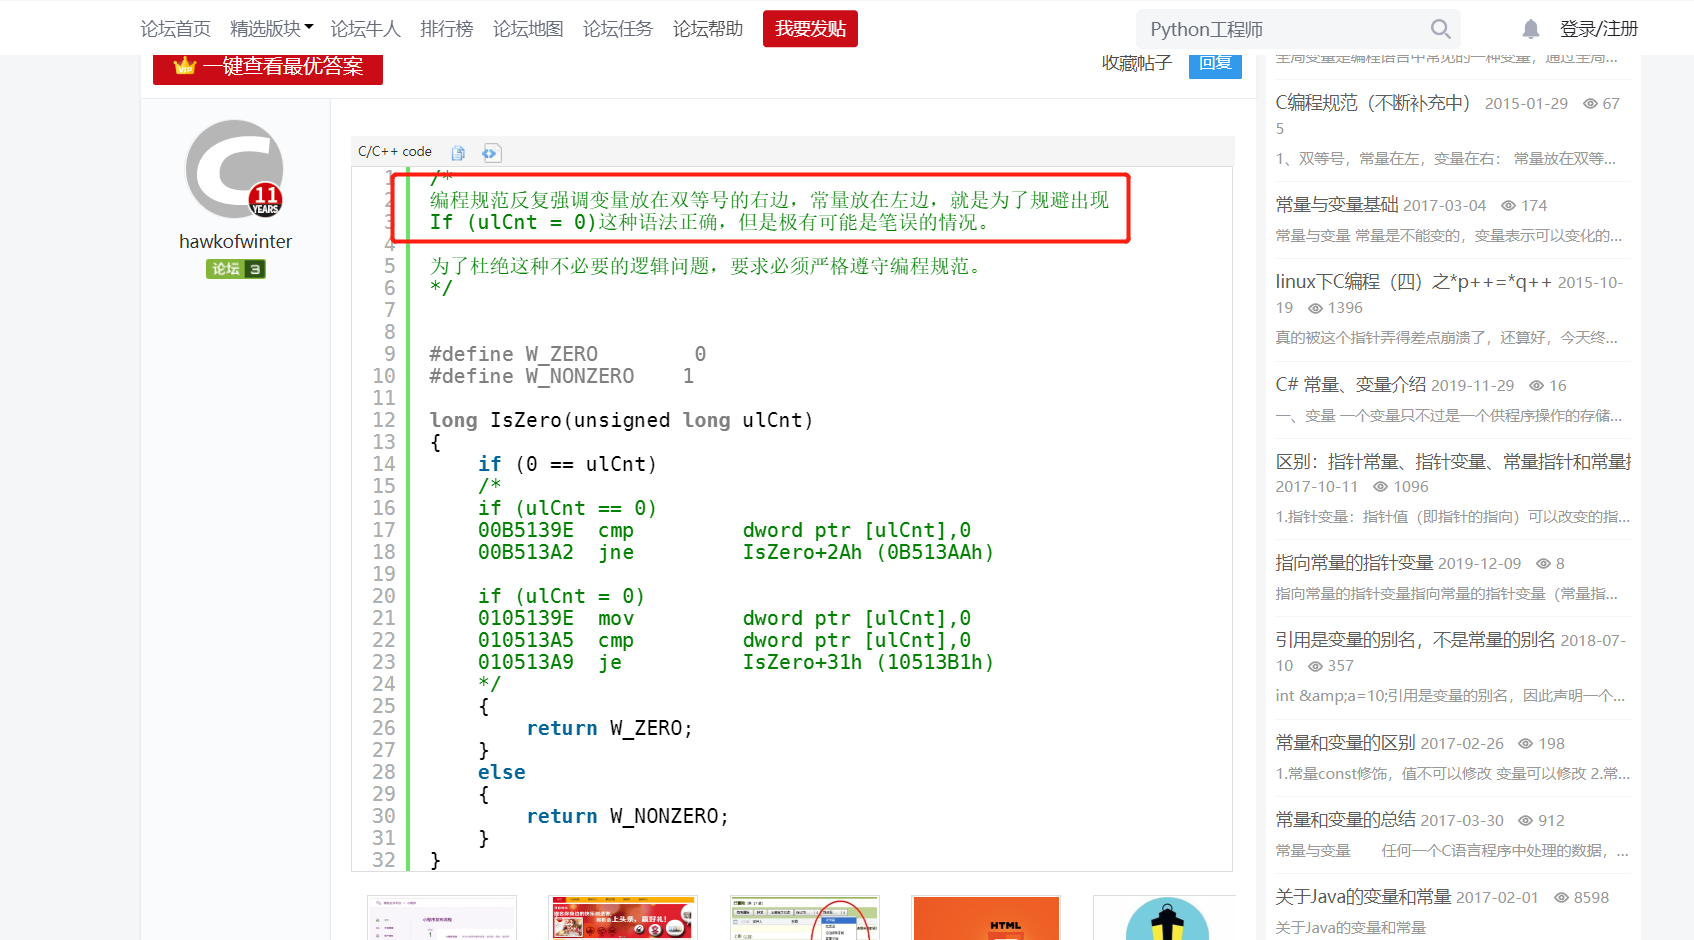 论坛首页 精选版块 论坛牛人 排行榜 论坛地图 论坛任务 论坛帮助 我要发贴 Python工程师 登录/注册
一键查看最优答案 收藏帖子 回复
11
YEARS
hawkofwinter
论坛 3
C/C++ code
1 /*
2 编程规范反复强调变量放在双等号的右边，常量放在左边，就是为了规避出现
3 If (ulCnt = 0)这种语法正确，但是极有可能是笔误的情况。
4
5 为了杜绝这种不必要的逻辑问题，要求必须严格遵守编程规范。
6 */
7
8
9 #define W_ZERO 0
10 #define W_NONZERO 1
11
12 long IsZero(unsigned long ulCnt)
13 {
14 if (0 == ulCnt)
15 /*
16 if (ulCnt == 0)
17 00B5139E cmp dword ptr [ulCnt],0
18 00B513A2 jne IsZero+2Ah (0B513AAh)
19
20 if (ulCnt = 0)
21 0105139E mov dword ptr [ulCnt],0
22 010513A5 cmp dword ptr [ulCnt],0
23 010513A9 je IsZero+31h (10513B1h)
24 */
25 {
26 return W_ZERO;
27 }
28 else
29 {
30 return W_NONZERO;
31 }
32 }
HTML
全局变量是编程语言中常见的一种变量，通过全局...
C编程规范（不断补充中） 2015-01-29 67
5
1、双等号，常量在左，变量在右： 常量放在双等...
常量与变量基础 2017-03-04 174
常量与变量 常量是不能变的，变量表示可以变化的...
linux下C编程（四）之*p++=*q++ 2015-10-
19 1396
真的被这个指针弄得差点崩溃了，还算好，今天终...
C# 常量、变量介绍 2019-11-29 16
一、变量 一个变量只不过是一个供程序操作的存储...
区别：指针常量、指针变量、常量指针和常量
2017-10-11 1096
1.指针变量：指针值（即指针的指向）可以改变的指...
指向常量的指针变量 2019-12-09 8
指向常量的指针变量指向常量的指针变量（常量指...
引用是变量的别名，不是常量的别名 2018-07-
10 357
int &amp;a=10;引用是变量的别名，因此声明一个...
常量和变量的区别 2017-02-26 198
1.常量const修饰，值不可以修改 变量可以修改 2.常...
常量和变量的总结 2017-03-30 912
常量与变量 任何一个C语言程序中处理的数据，...
关于Java的变量和常量 2017-02-01 8598
关于Java的变量和常量